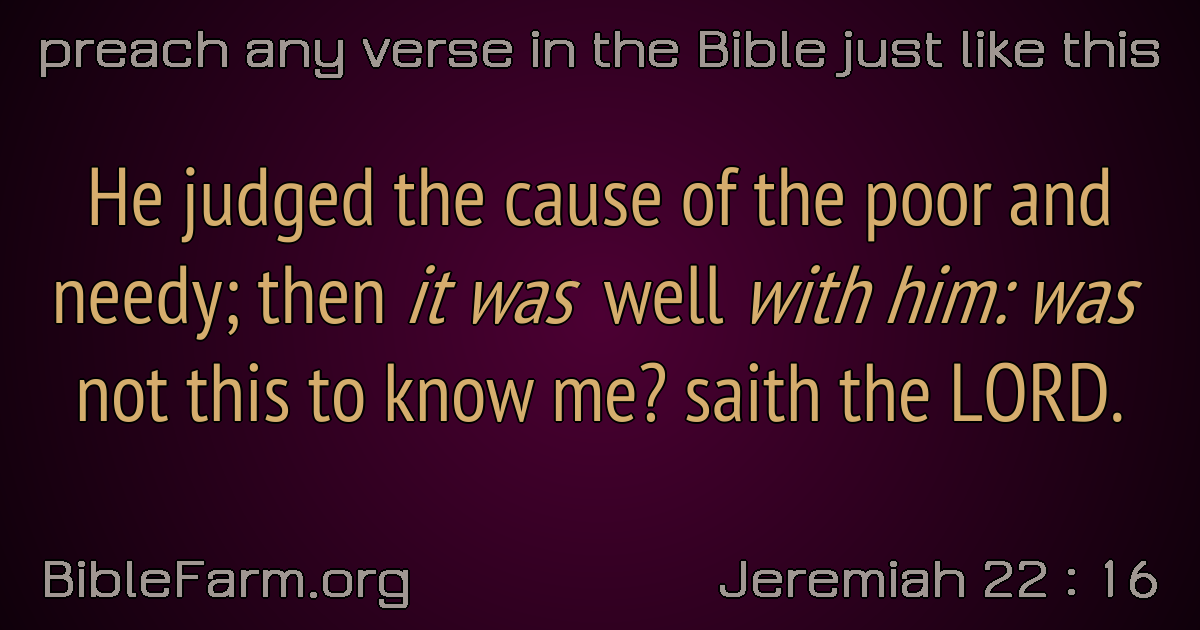 preach any verse in the Bible just like this
He judged the cause of the poor and
needy; then it was well with him: was
not this to know me? saith the LORD.
BibleFarm.org
Jeremiah 22 : 16